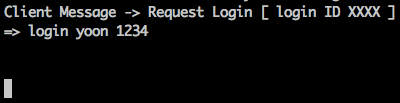 Client Message -> Request Login [ login ID XXXX ]
=> login yoon 1234